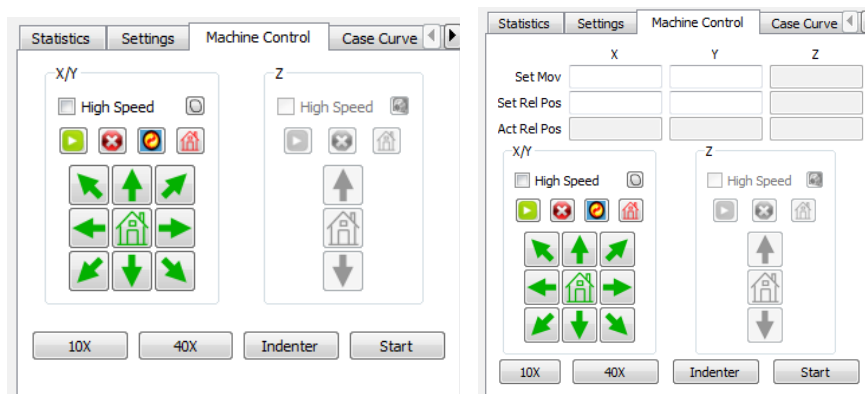 Statistics Settings Machine Control Case Curve
X/Y Z
High Speed High Speed
10X 40X Indenter Start
Statistics Settings Machine Control Case Curve
X Y Z
Set Mov
Set Rel Pos
Act Rel Pos
X/Y Z
High Speed High Speed
10X 40X Indenter Start